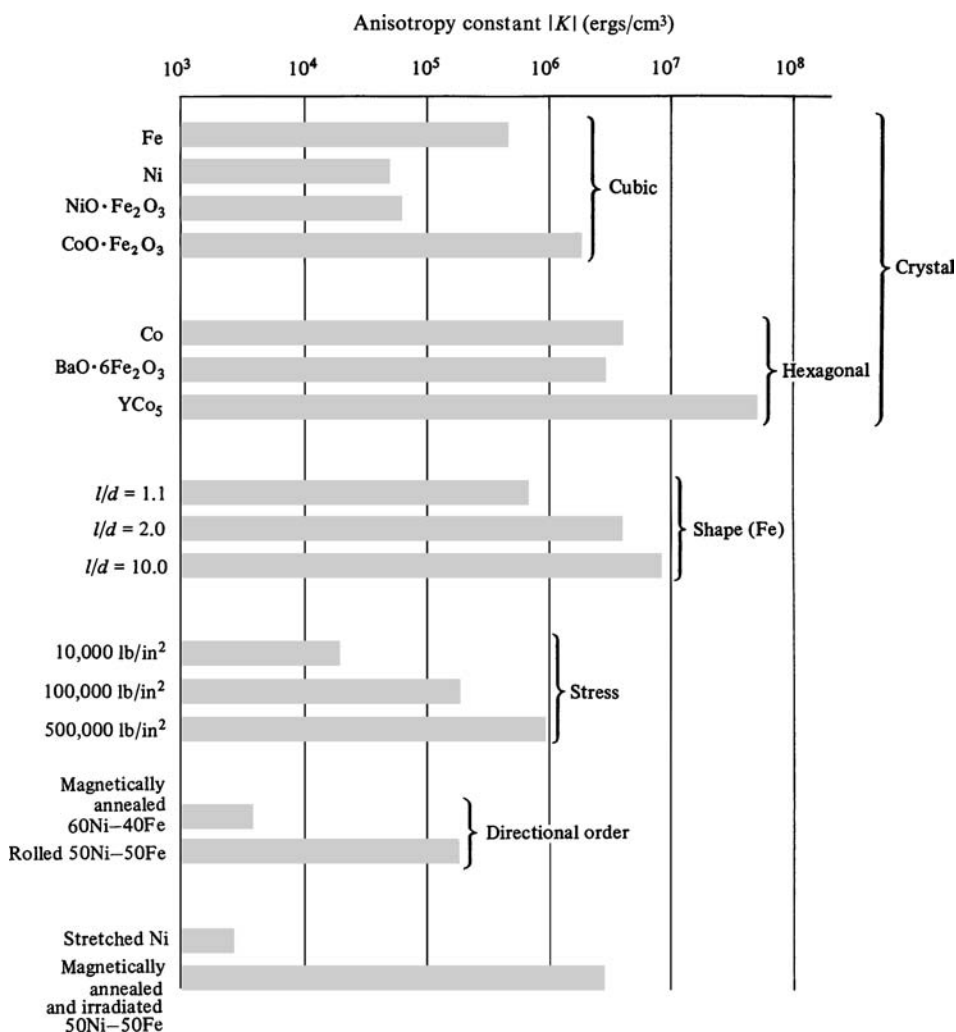 Anisotropy constant |K| (ergs/cm³)
10³ 10⁴ 10⁵ 10⁶ 10⁷ 10⁸
Fe
Ni
NiO·Fe₂O₃
CoO·Fe₂O₃
Cubic
Co
BaO·6Fe₂O₃
YCo₅
Hexagonal
Crystal
l/d = 1.1
l/d = 2.0
l/d = 10.0
Shape (Fe)
10,000 lb/in²
100,000 lb/in²
500,000 lb/in²
Stress
Magnetically
annealed
60Ni–40Fe
Rolled 50Ni–50Fe
Directional order
Stretched Ni
Magnetically
annealed
and irradiated
50Ni–50Fe